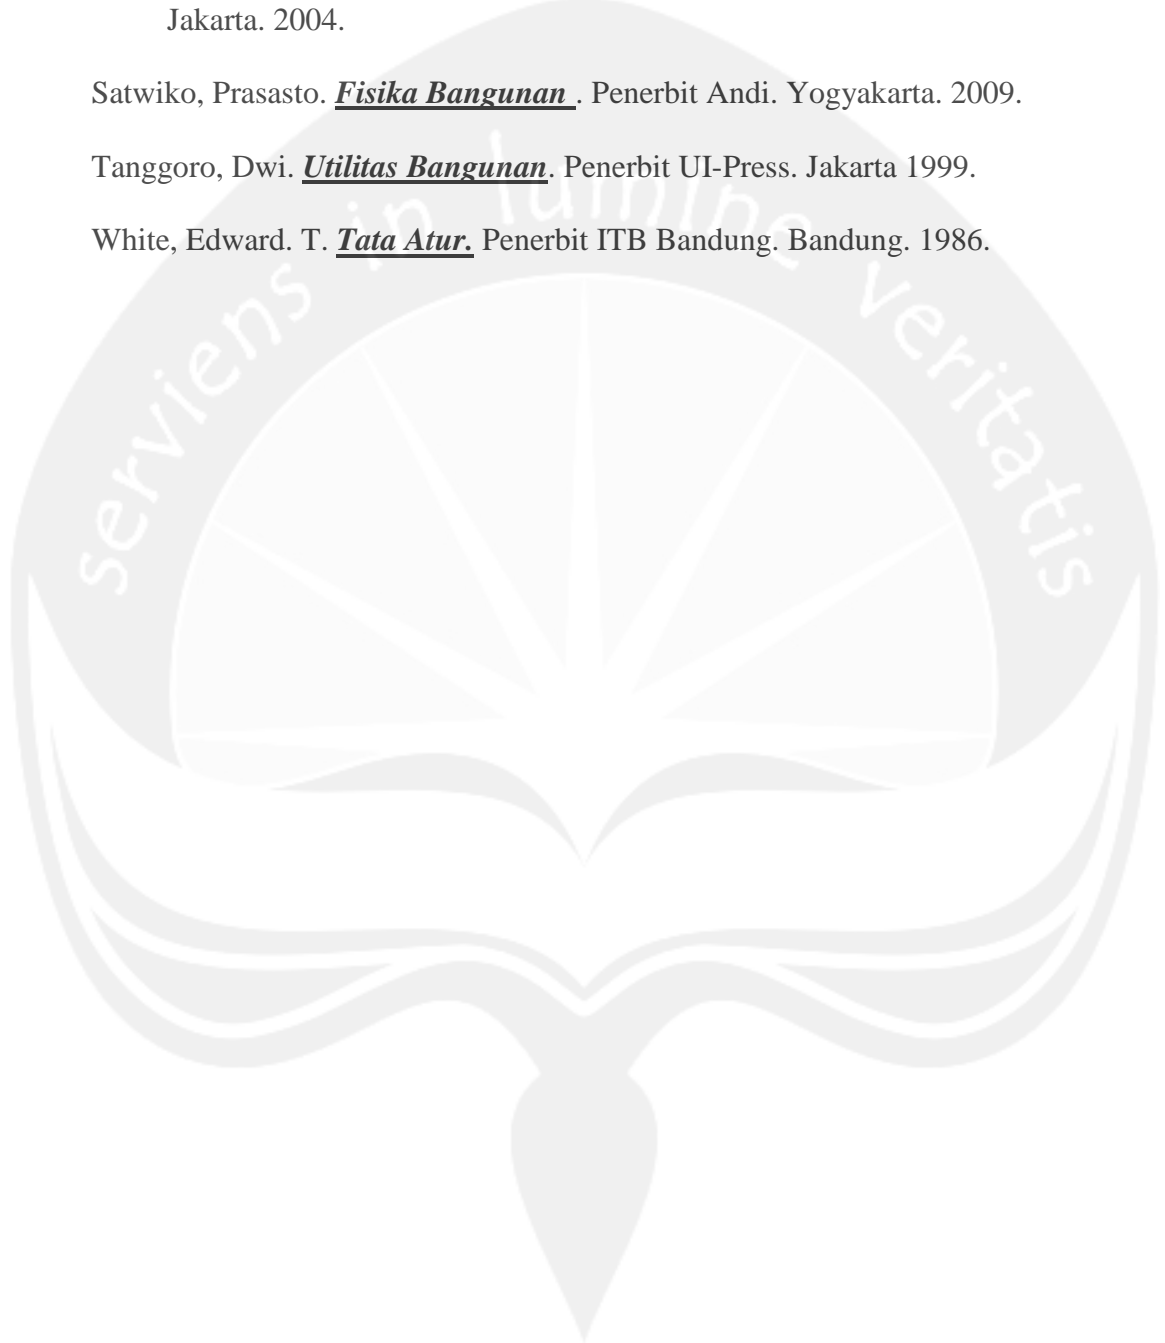 Jakarta. 2004.
Satwiko, Prasasto. Fisika Bangunan . Penerbit Andi. Yogyakarta. 2009.
Tanggoro, Dwi. Utilitas Bangunan. Penerbit UI-Press. Jakarta 1999.
White, Edward. T. Tata Atur. Penerbit ITB Bandung. Bandung. 1986.
serviens in lumine veritatis